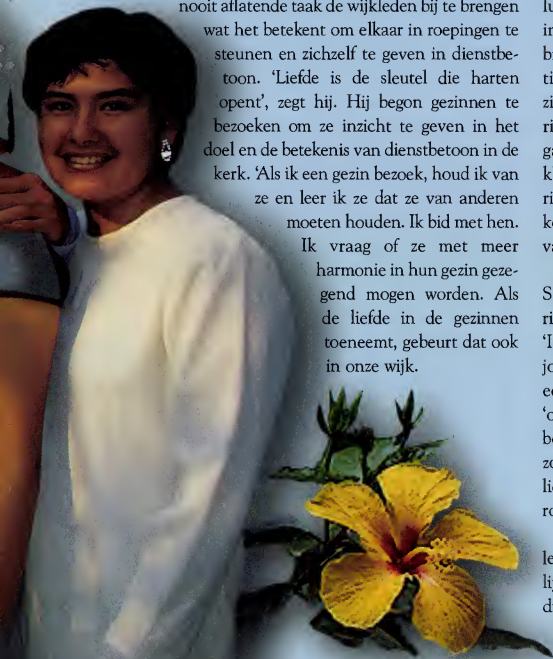 nooit aflatende taak de wijkleden bij te brengen
wat het betekent om elkaar in roepingen te
steunen en zichzelf te geven in dienstbe-
toon. ‘Liefde is de sleutel die harten
opent’, zegt hij. Hij begon gezinnen te
bezoeken om ze inzicht te geven in het
doel en de betekenis van dienstbetoon in de
kerk. ‘Als ik een gezin bezoek, houd ik van
ze en leer ik ze dat ze van anderen
moeten houden. Ik bid met hen.
Ik vraag of ze met meer
harmonie in hun gezin geze-
gend mogen worden. Als
de liefde in de gezinnen
toeneemt, gebeurt dat ook
in onze wijk.